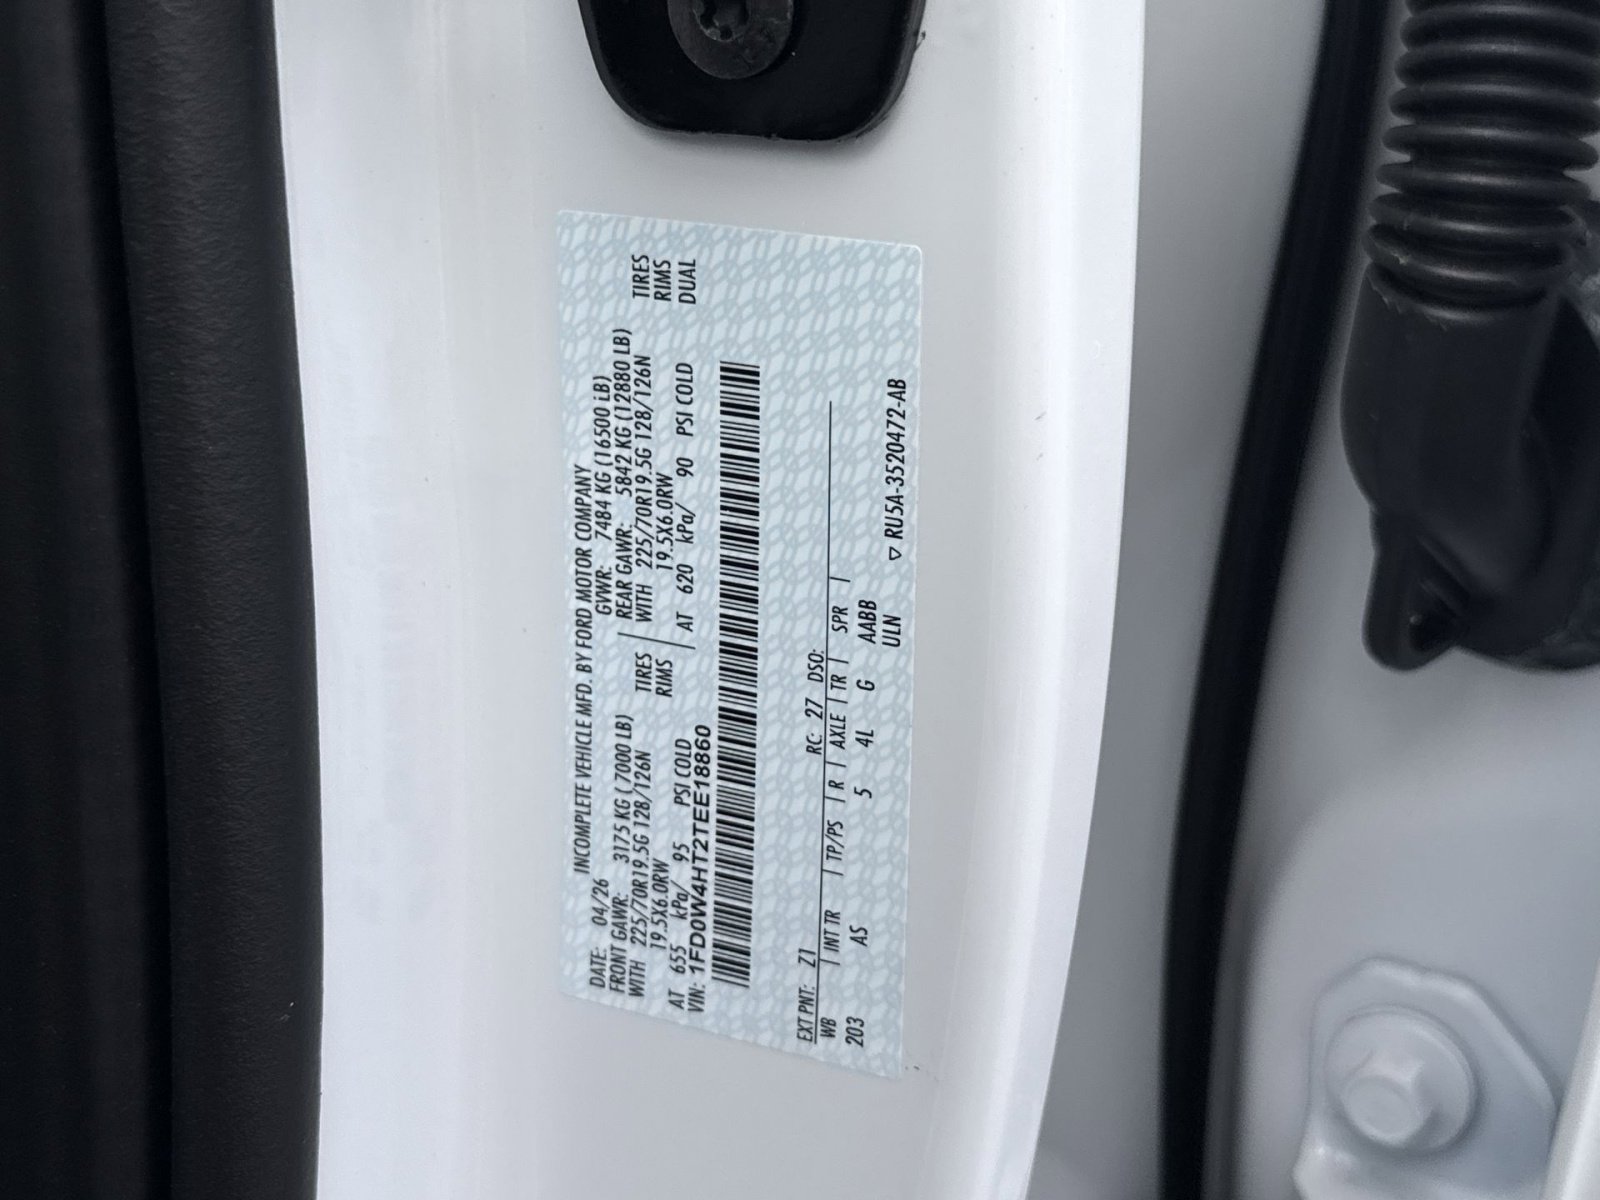 INCOMPLETE VEHICLE MFD. BY FORD MOTOR COMPANY
DATE: 04/26 GVWR: 7484 KG (16500 LB)
FRONT GAWR: 3175 KG ( 7000 LB) REAR GAWR: 5842 KG (12880 LB)
WITH 225/70R19.5G 128/126N TIRES WITH 225/70R19.5G 128/126N TIRES
19.5X6.0RW RIMS 19.5X6.0RW RIMS
AT 655 kPa/ 95 PSI COLD AT 620 kPa/ 90 PSI COLD DUAL
VIN: 1FD0W4HT2TEE18860
EXT PNT: Z1 RC: 27 DSO:
WB | INT TR | TP/PS | R | AXLE | TR | SPR |
203 AS 5 4L G AABB
ULN
▽ RU5A-3520472-AB